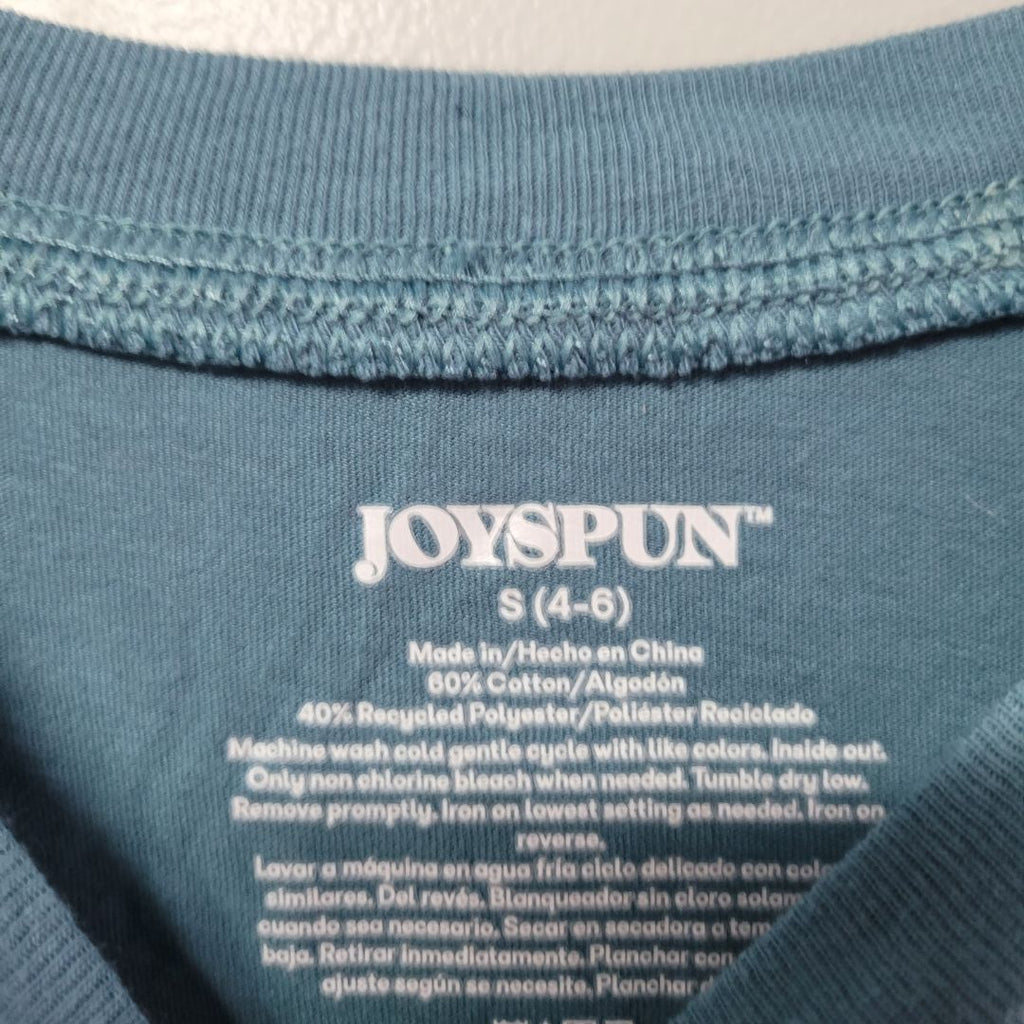 JOYSPUN™
S (4-6)
Made in/Hecho en China
60% Cotton/Algodón
40% Recycled Polyester/Poliéster Reciclado
Machine wash cold gentle cycle with like colors. Inside out.
Only non chlorine bleach when needed. Tumble dry low.
Remove promptly. Iron on lowest setting as needed. Iron on
reverse.
Lavar a máquina en agua fría ciclo delicado con
similares. Del revés. Blanqueador sin cloro
cuando sea necesario. Secar en secadora a
baja. Retirar inmediatamente. Planchar
ajuste según se necesite. Planchar